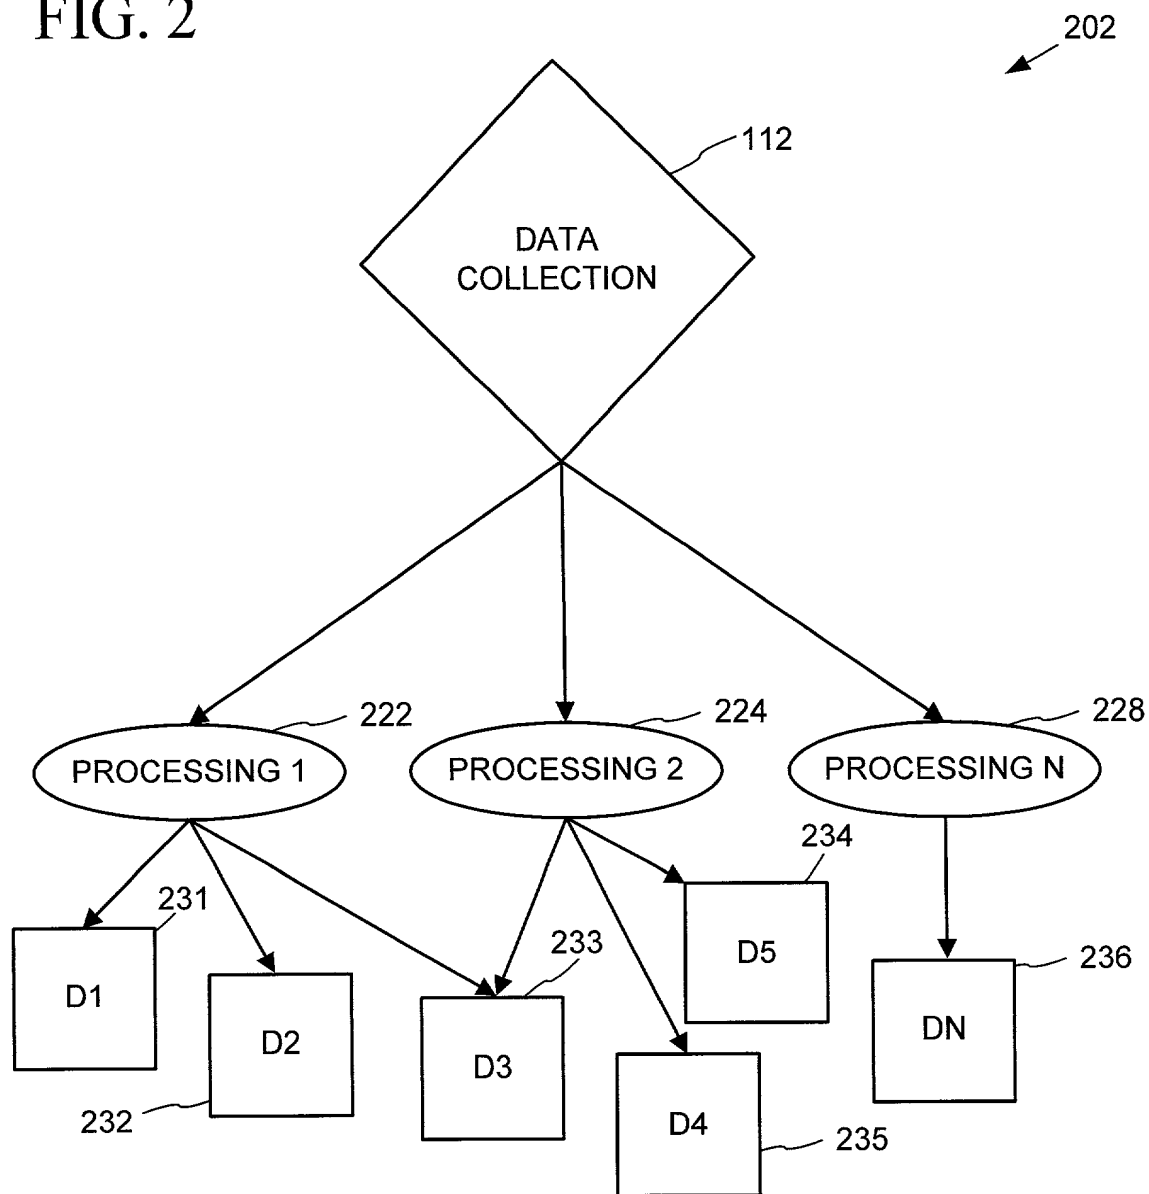 FIG. 2
202
112
DATA
COLLECTION
222
224
228
PROCESSING 1
PROCESSING 2
PROCESSING N
234
231
233
236
D5
D1
D2
DN
D3
232
D4
235